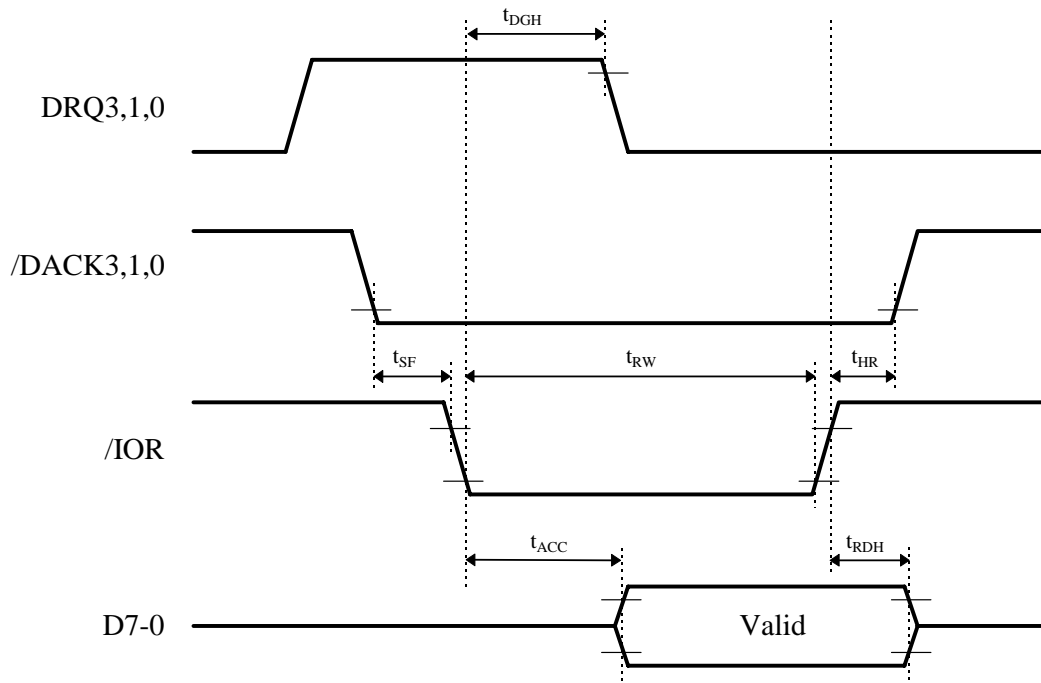 tDGH
DRQ3,1,0
/DACK3,1,0
tSF
tRW
tHR
/IOR
tACC
tRDH
D7-0
Valid